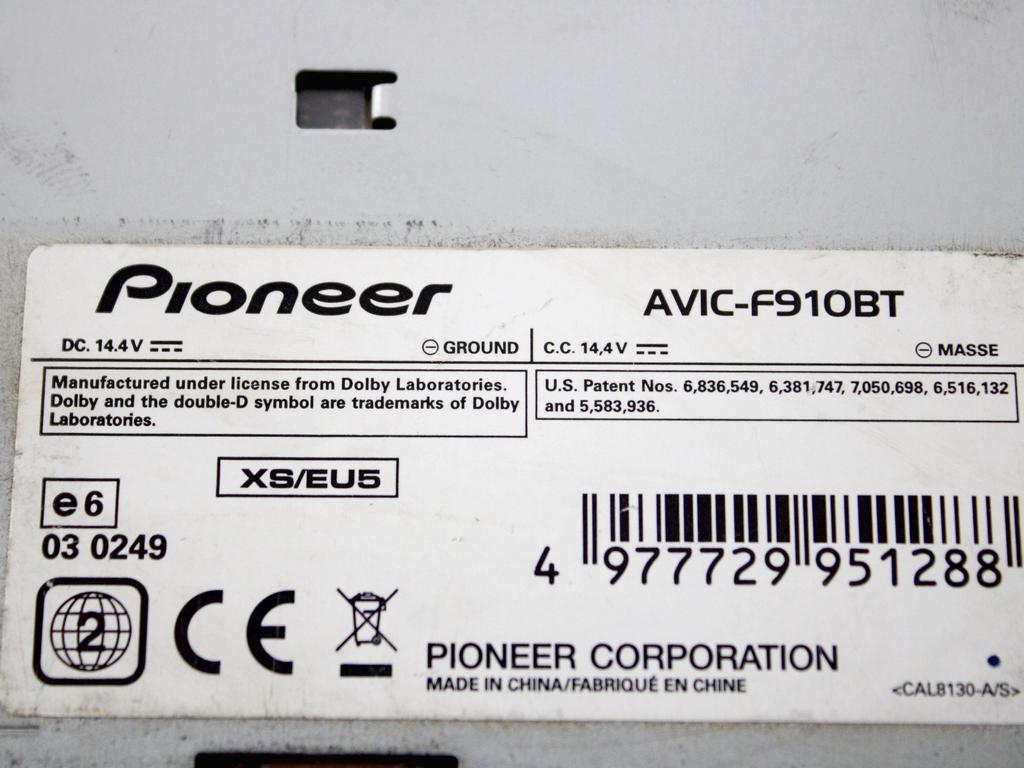 Pioneer
AVIC-F910BT
DC. 14.4 V
⊖ GROUND
C.C. 14,4 V
⊖ MASSE
Manufactured under license from Dolby Laboratories.
Dolby and the double-D symbol are trademarks of Dolby
Laboratories.
U.S. Patent Nos. 6,836,549, 6,381,747, 7,050,698, 6,516,132
and 5,583,936.
XS/EU5
e6
03 0249
4 977729 951288
2
CE
PIONEER CORPORATION
MADE IN CHINA/FABRIQUÉ EN CHINE
<CAL8130-A/S>